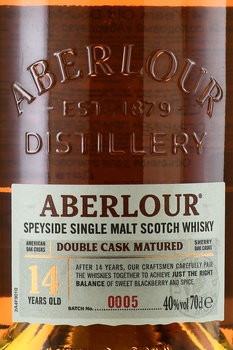 ABERLOUR
EST. 1879
DISTILLERY
ABERLOUR®
SPEYSIDE SINGLE MALT SCOTCH WHISKY
AMERICAN OAK CASKS
DOUBLE CASK MATURED
SHERRY OAK CASKS
14
YEARS OLD
AFTER 14 YEARS, OUR CRAFTSMEN CAREFULLY PAIR
THE WHISKIES TOGETHER TO ACHIEVE JUST THE RIGHT
BALANCE OF SWEET BLACKBERRY AND SPICE.
BATCH No. 0005
40%vol 70cl